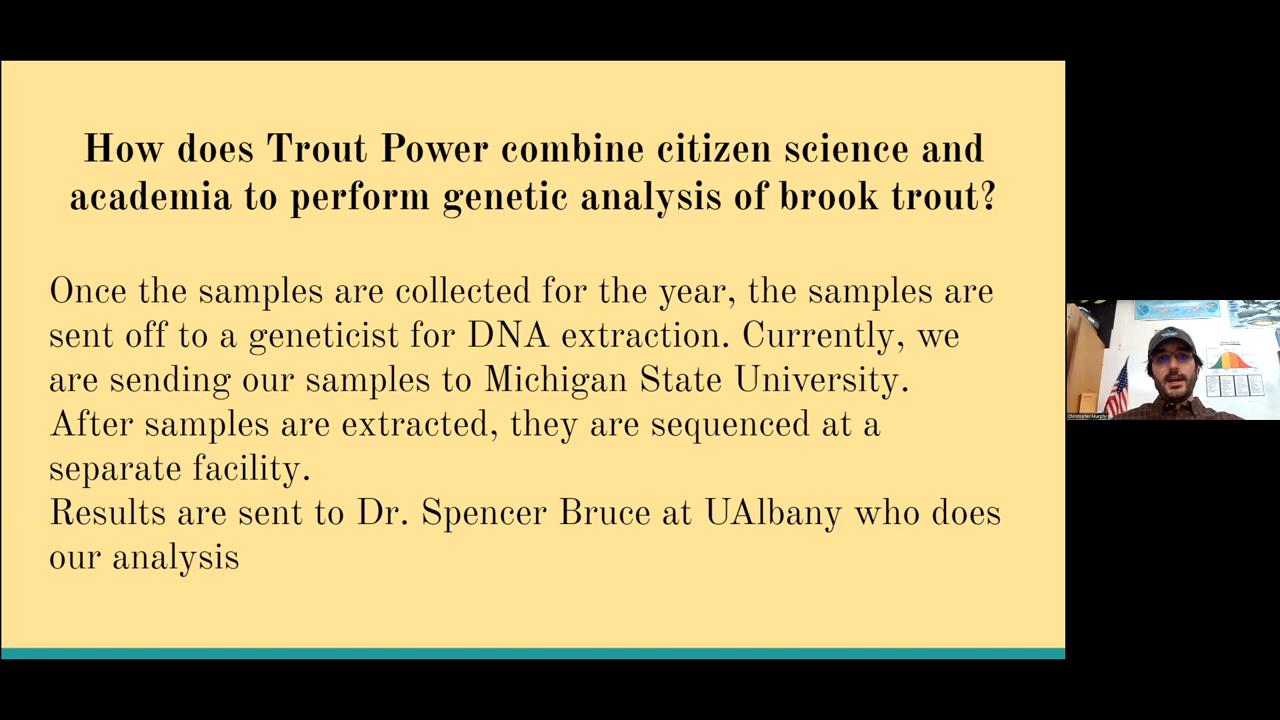 How does Trout Power combine citizen science and
academia to perform genetic analysis of brook trout?
Once the samples are collected for the year, the samples are
sent off to a geneticist for DNA extraction. Currently, we
are sending our samples to Michigan State University.
After samples are extracted, they are sequenced at a
separate facility.
Results are sent to Dr. Spencer Bruce at UAlbany who does
our analysis